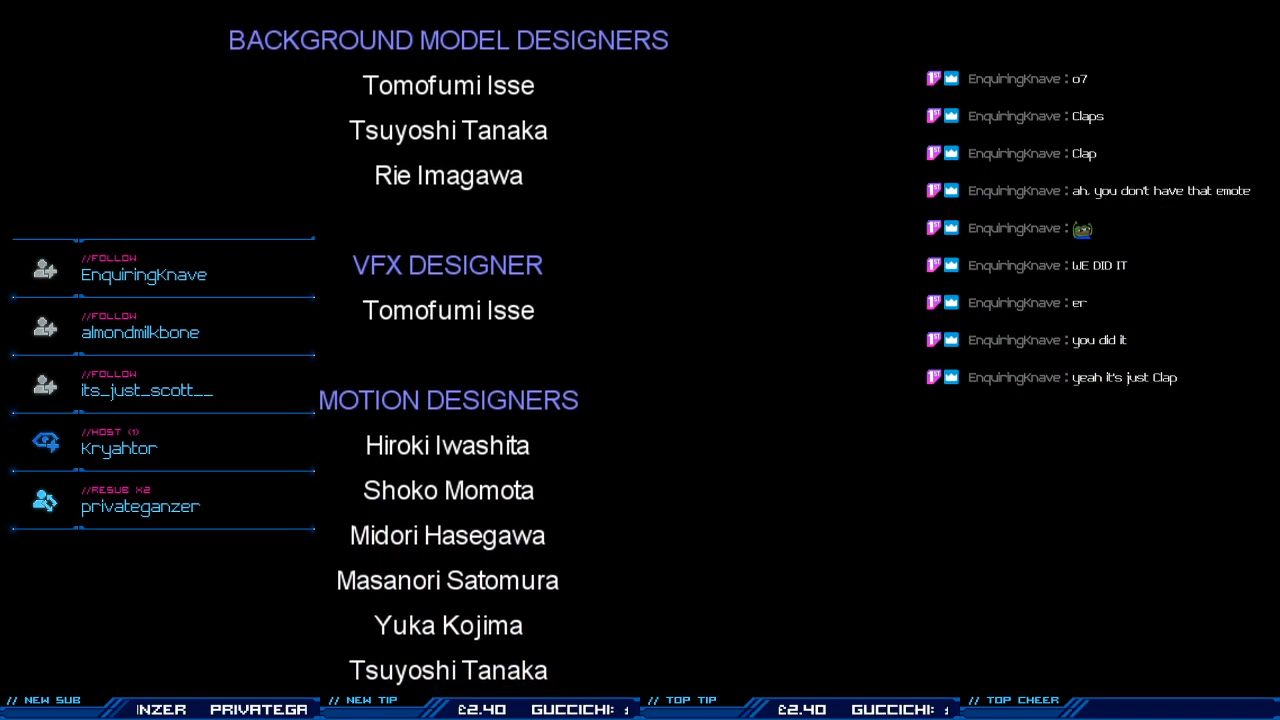 BACKGROUND MODEL DESIGNERS
Tomofumi Isse
Tsuyoshi Tanaka
Rie Imagawa
VFX DESIGNER
Tomofumi Isse
MOTION DESIGNERS
Hiroki Iwashita
Shoko Momota
Midori Hasegawa
Masanori Satomura
Yuka Kojima
Tsuyoshi Tanaka
//FOLLOW
EnquiringKnave
//FOLLOW
almondmilkbone
//FOLLOW
its_just_scott__
//HOST (1)
Kryahtor
//RESUB X2
privateganzer
EnquiringKnave : o7
EnquiringKnave : Claps
EnquiringKnave : Clap
EnquiringKnave : ah, you don't have that emote
EnquiringKnave :
EnquiringKnave : WE DID IT
EnquiringKnave : er
EnquiringKnave : you did it
EnquiringKnave : yeah it's just Clap
// NEW SUB
NZER PRIVATEGA
// NEW TIP
£2.40 GUCCICHI:
// TOP TIP
£2.40 GUCCICHI:
// TOP CHEER